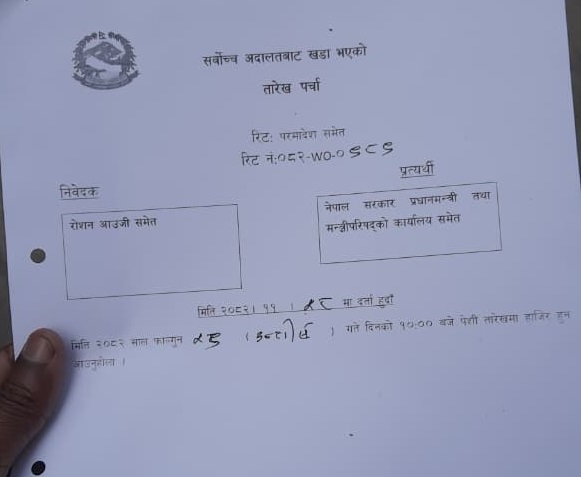 सर्वोच्च अदालतबाट खडा भएको
तारेख पर्चा
रिट: परमादेश समेत
रिट नं:०८२-WO-०९८९
निवेदक
प्रत्यर्थी
रोशन आउजी समेत
नेपाल सरकार प्रधानमन्त्री तथा
मन्त्रीपरिषद्को कार्यालय समेत
मिति २०८२। ११ । मा दर्ता हुदाँ
मिति २०८२ साल फाल्गुन ( ) गते दिनको १०:०० बजे पेशी तारेखमा हाजिर हुन
आउनुहोला ।